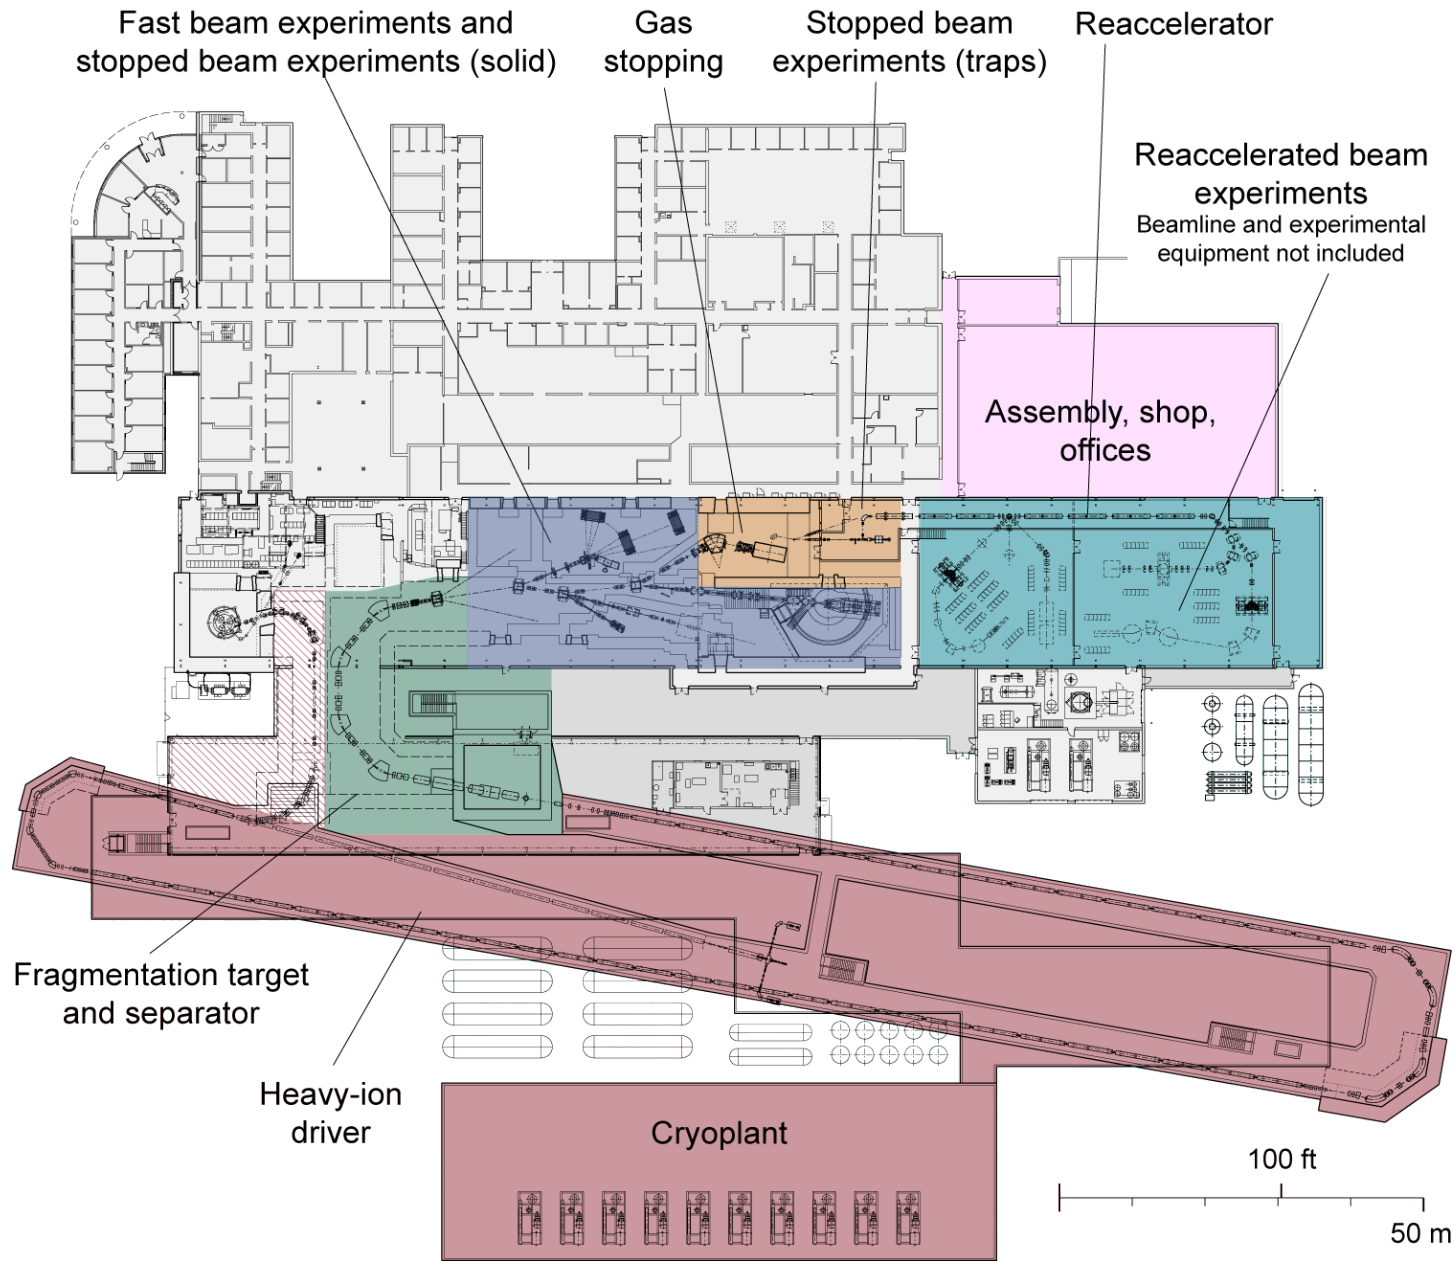 Fast beam experiments and
stopped beam experiments (solid)
Gas
stopping
Stopped beam
experiments (traps)
Reaccelerator
Reaccelerated beam
experiments
Beamline and experimental
equipment not included
Assembly, shop,
offices
Fragmentation target
and separator
Heavy-ion
driver
Cryoplant
100 ft
50 m